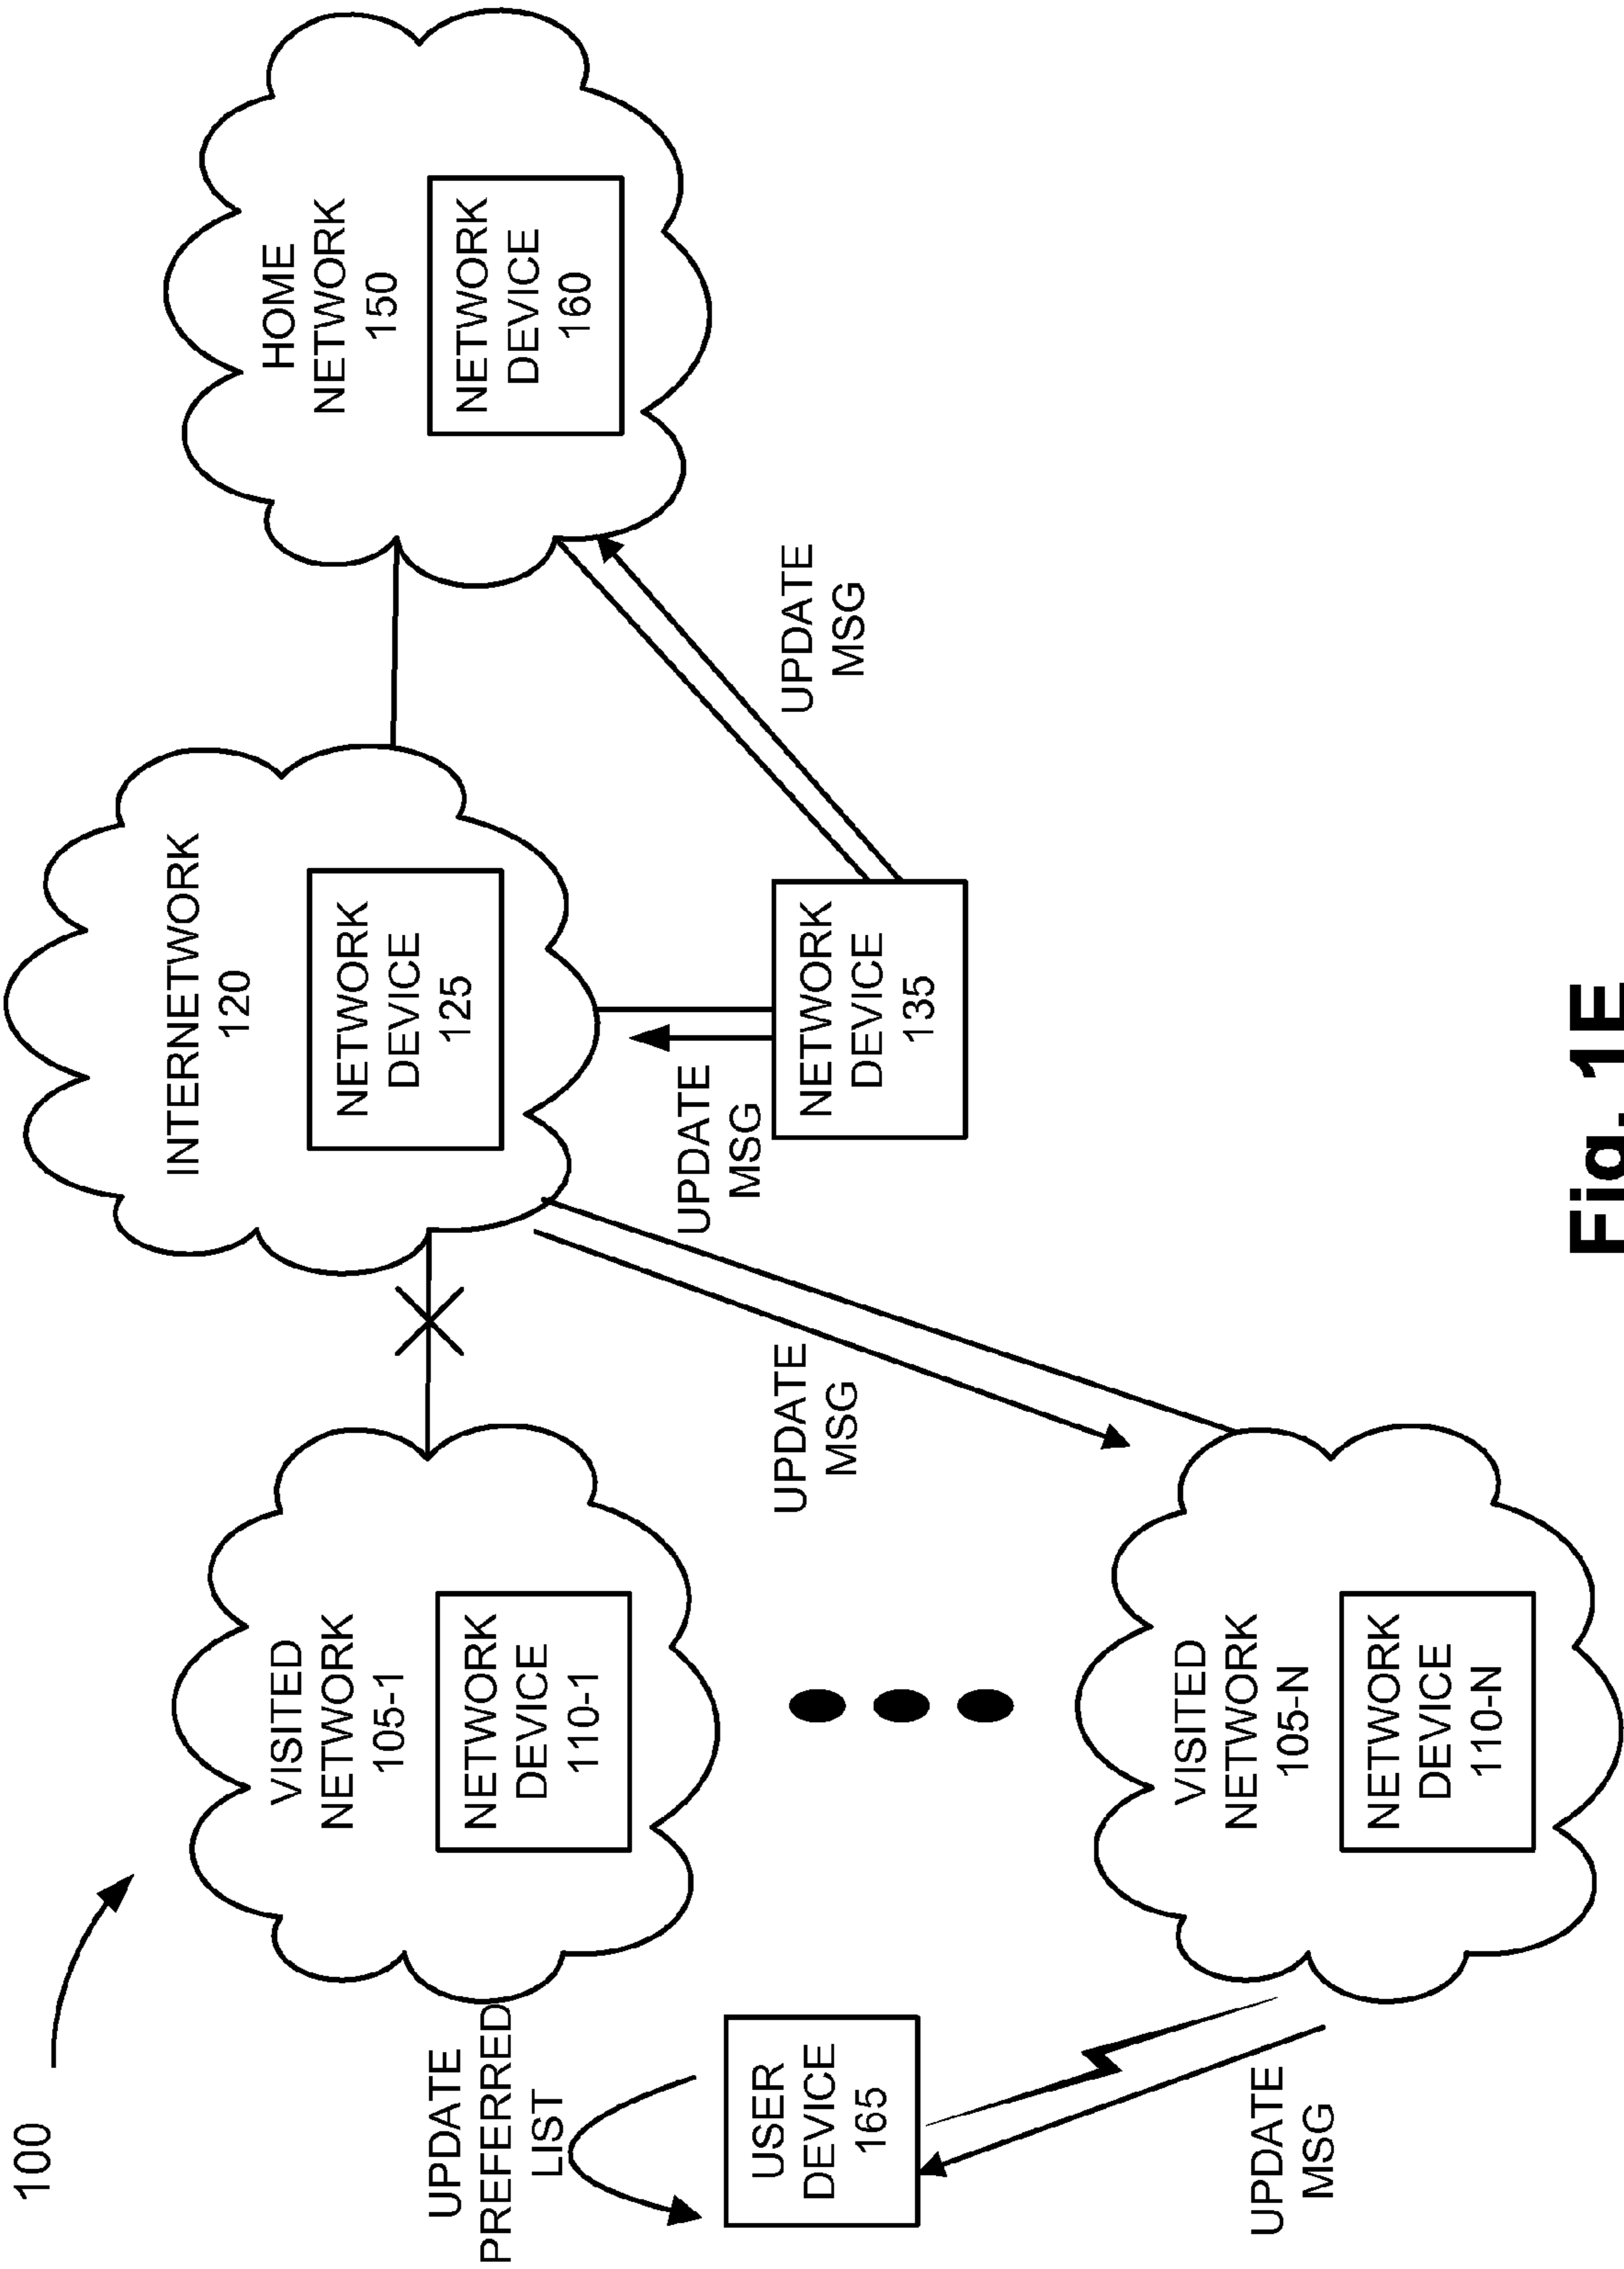 100
UPDATE
PREFERRED
LIST
USER
DEVICE
165
UPDATE
MSG
VISITED
NETWORK
105-1
NETWORK
DEVICE
110-1
VISITED
NETWORK
105-N
NETWORK
DEVICE
110-N
UPDATE
MSG
INTERNETWORK
120
NETWORK
DEVICE
125
UPDATE
MSG
NETWORK
DEVICE
135
UPDATE
MSG
HOME
NETWORK
150
NETWORK
DEVICE
160
Fig. 1E